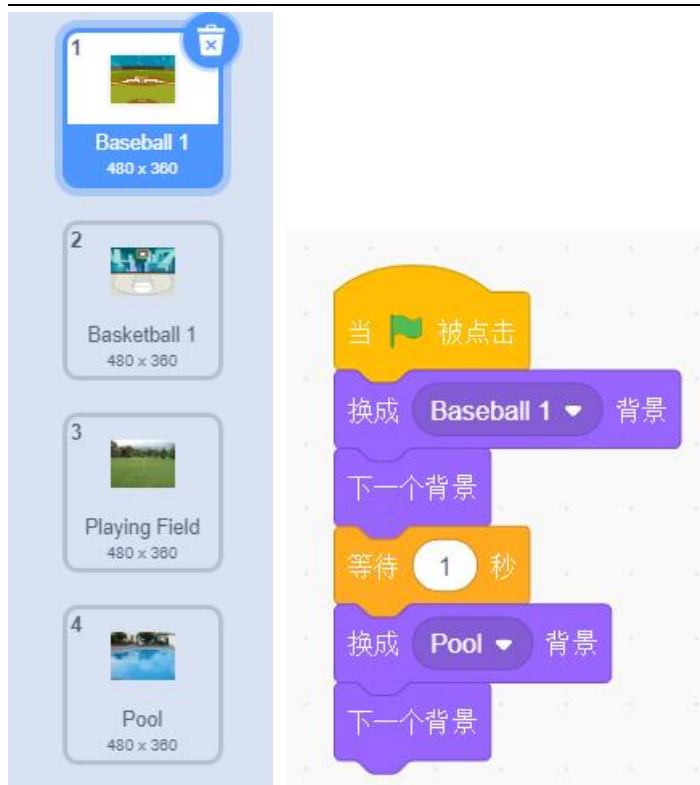 1
Baseball 1
480 x 360
2
Basketball 1
480 x 360
3
Playing Field
480 x 360
4
Pool
480 x 360
当 被点击
换成 Baseball 1 背景
下一个背景
等待 1 秒
换成 Pool 背景
下一个背景